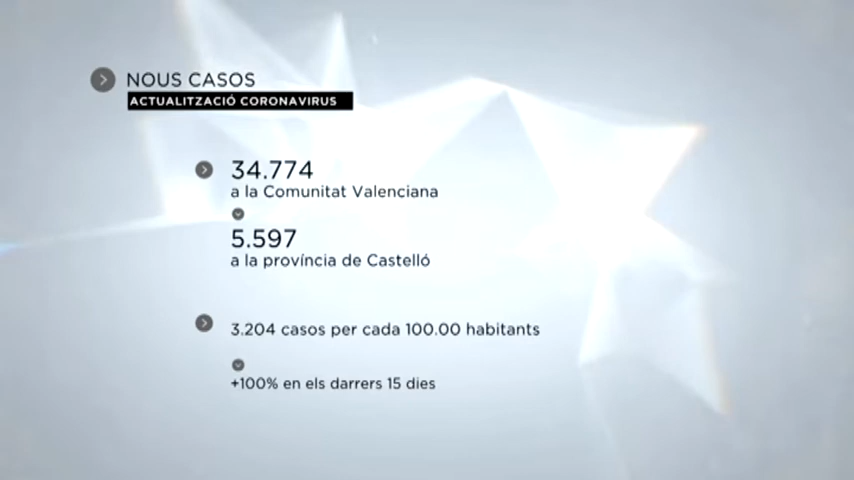 NOUS CASOS
ACTUALITZACIÓ CORONAVIRUS
34.774
a la Comunitat Valenciana
5.597
a la província de Castelló
3.204 casos per cada 100.00 habitants
+100% en els darrers 15 dies